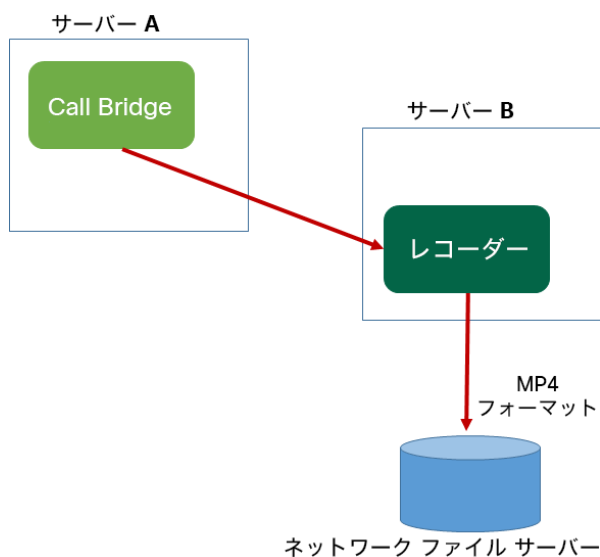 サーバー A
Call Bridge
サーバー B
レコーダー
MP4
フォーマット
ネットワーク ファイル サーバー